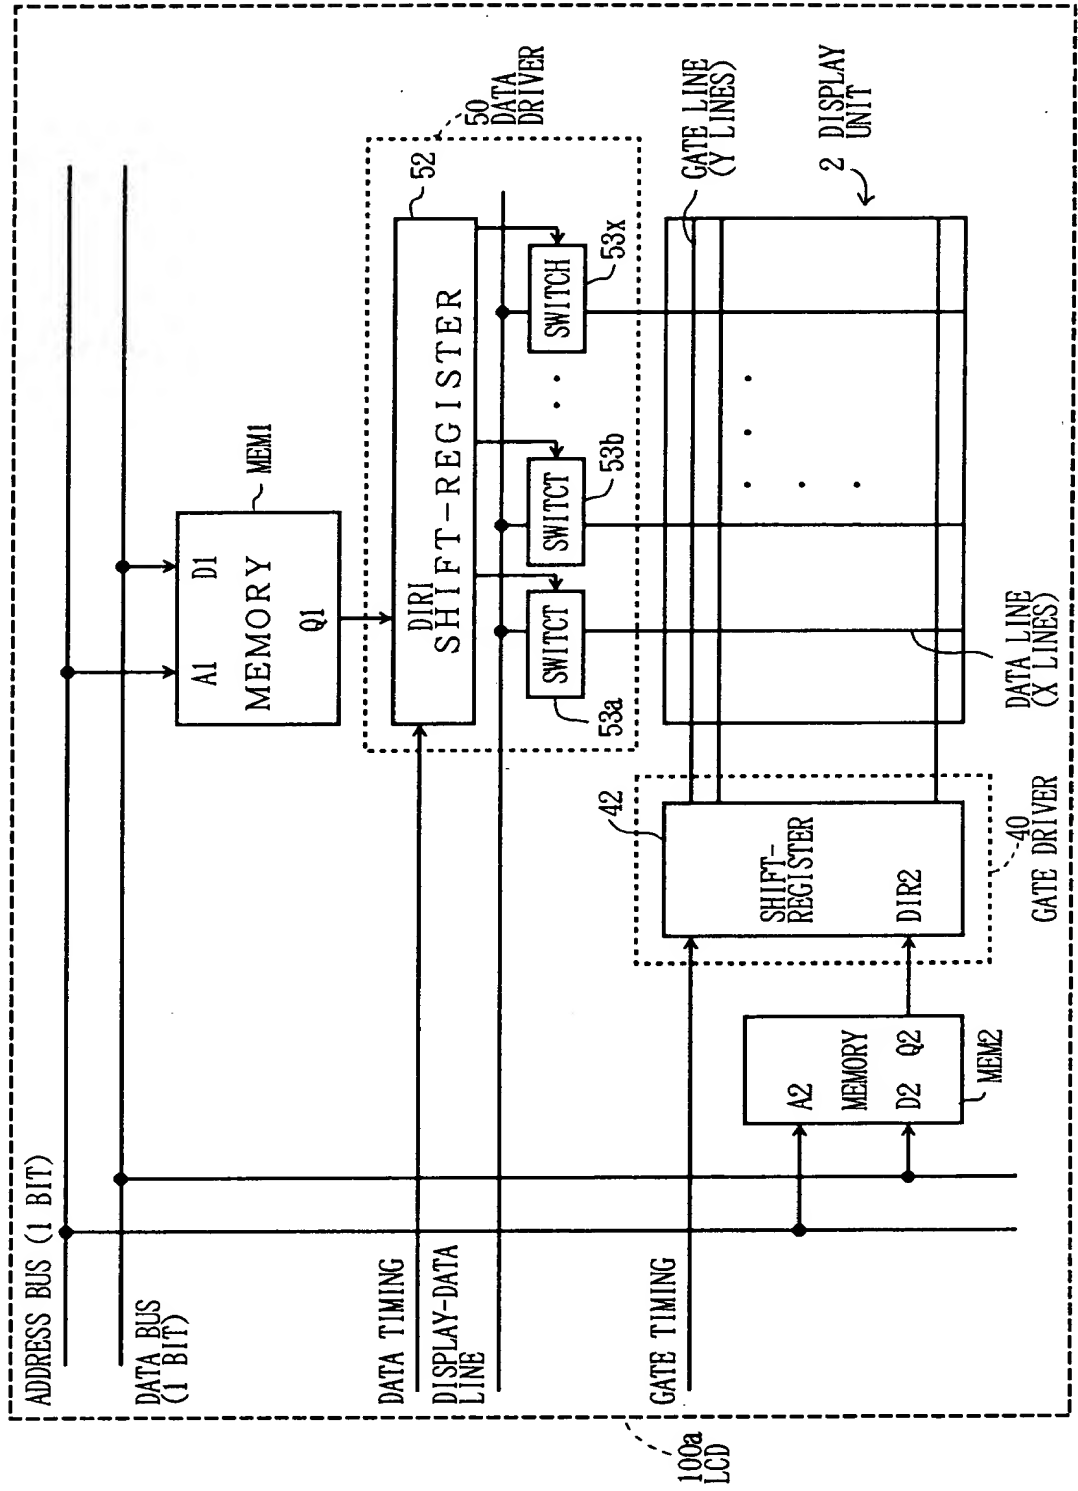 ADDRESS BUS (1 BIT)
DATA BUS
(1 BIT)
MEM1
A1
D1
MEMORY
Q1
DATA TIMING
DIRI
SHIFT-REGISTER
52
50
DATA
DRIVER
DISPLAY-DATA
LINE
SWITCT
SWITCT
SWITCH
53a
53b
53x
GATE TIMING
42
SHIFT-
REGISTER
DIR2
40
GATE DRIVER
A2
MEMORY
D2
Q2
MEM2
GATE LINE
(Y LINES)
2 DISPLAY
UNIT
DATA LINE
(X LINES)
100a
LCD